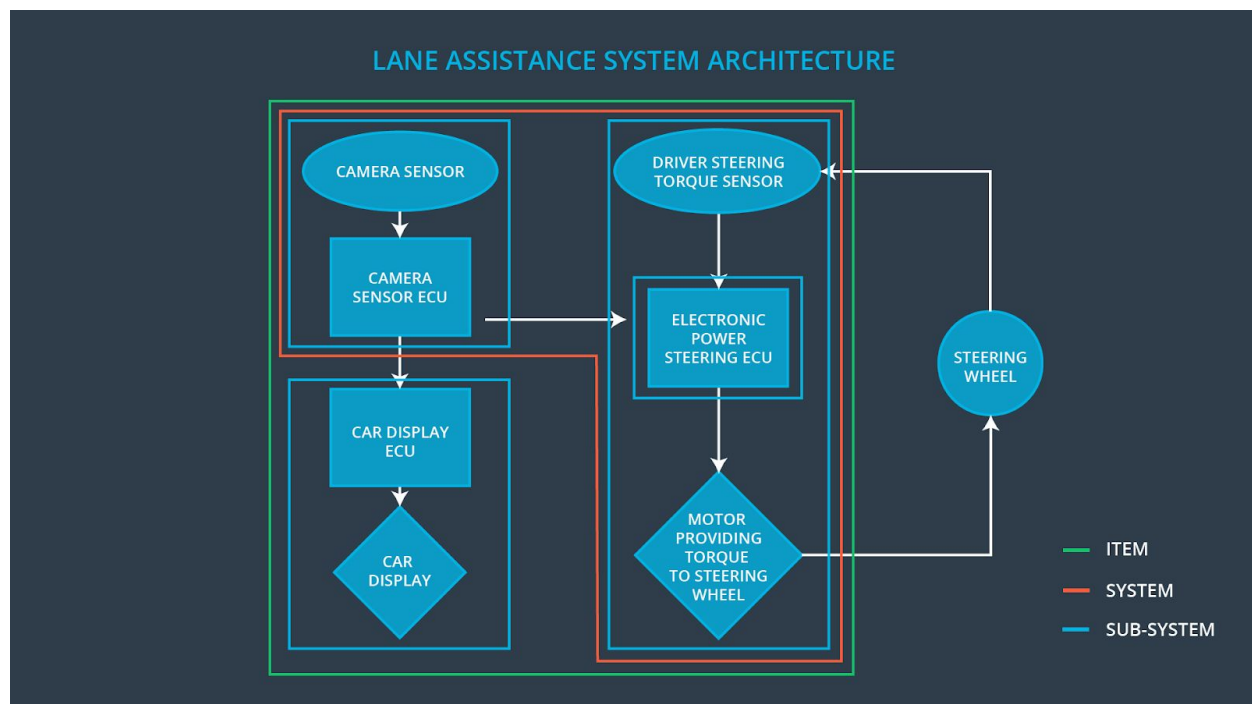 LANE ASSISTANCE SYSTEM ARCHITECTURE
CAMERA SENSOR
CAMERA
SENSOR ECU
CAR DISPLAY
ECU
CAR
DISPLAY
DRIVER STEERING
TORQUE SENSOR
ELECTRONIC
POWER
STEERING ECU
MOTOR
PROVIDING
TORQUE
TO STEERING
WHEEL
STEERING
WHEEL
ITEM
SYSTEM
SUB-SYSTEM